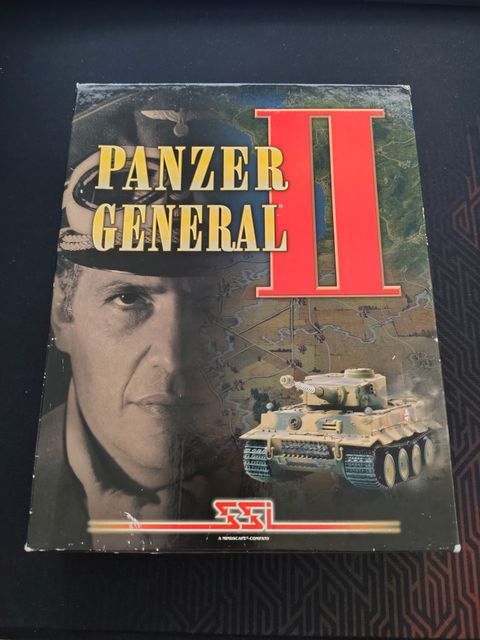 PANZER
GENERAL®
II
SSI
A MINDSCAPE® COMPANY